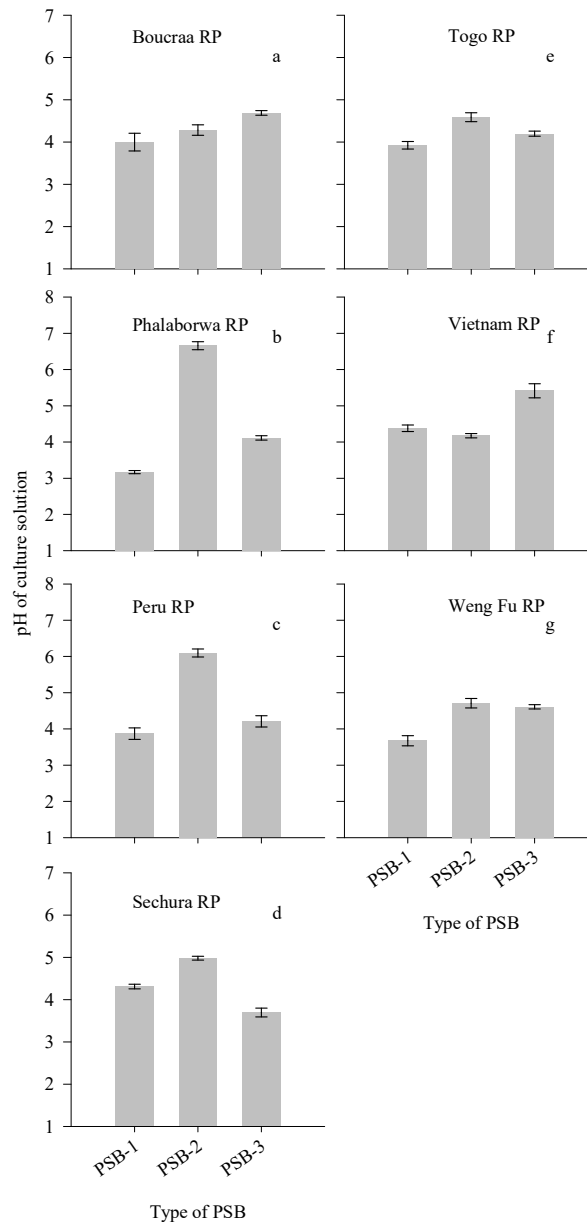 7
6
5
4
3
2
1
Boucraa RP
a
Togo RP
e
8
7
6
5
4
3
2
1
Phalaborwa RP
b
Vietnam RP
f
pH of culture solution
8
7
6
5
4
3
2
1
Peru RP
c
Weng Fu RP
g
PSB-1
PSB-2
PSB-3
Type of PSB
7
6
5
4
3
2
1
Sechura RP
d
PSB-1
PSB-2
PSB-3
Type of PSB